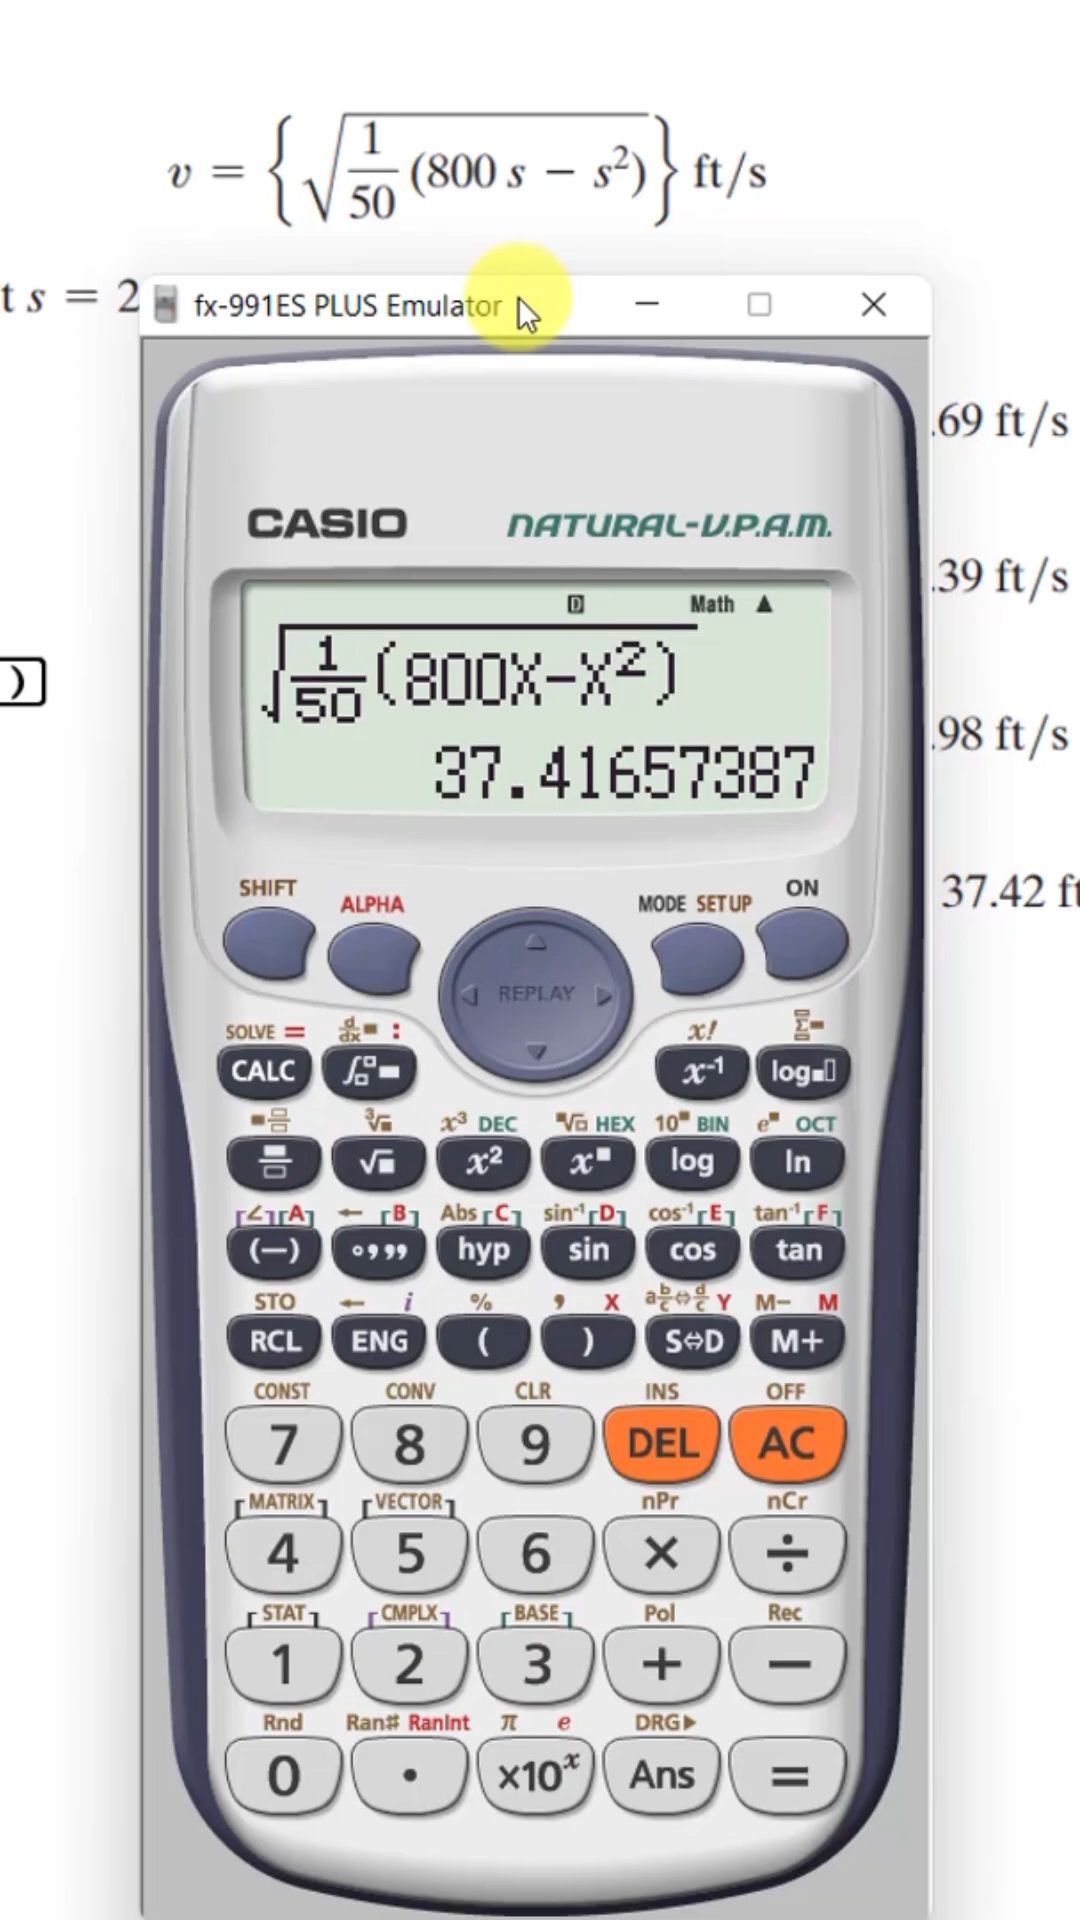 v = {√(1/50 (800 s − s²))} ft/s
t s = 2
fx-991ES PLUS Emulator
.69 ft/s
CASIO NATURAL-V.P.A.M.
.39 ft/s
D Math ▲
√(1/50(800X−X²))
)
.98 ft/s
37.41657387
37.42 ft
SHIFT ALPHA MODE SETUP ON
REPLAY
SOLVE = d/dx■ : x! Σ
CALC ∫ x⁻¹ log
³√■ x³ DEC ■√□ HEX 10■ BIN e■ OCT
√■ x² x■ log ln
∠ A ← B Abs C sin⁻¹ D cos⁻¹ E tan⁻¹ F
(−) °,,, hyp sin cos tan
STO ← i % , X a b/c⇔d/c Y M− M
RCL ENG ( ) S⇔D M+
CONST CONV CLR INS OFF
7 8 9 DEL AC
MATRIX VECTOR nPr nCr
4 5 6 × ÷
STAT CMPLX BASE Pol Rec
1 2 3 + −
Rnd Ran# RanInt π e DRG▶
0 . ×10ˣ Ans =